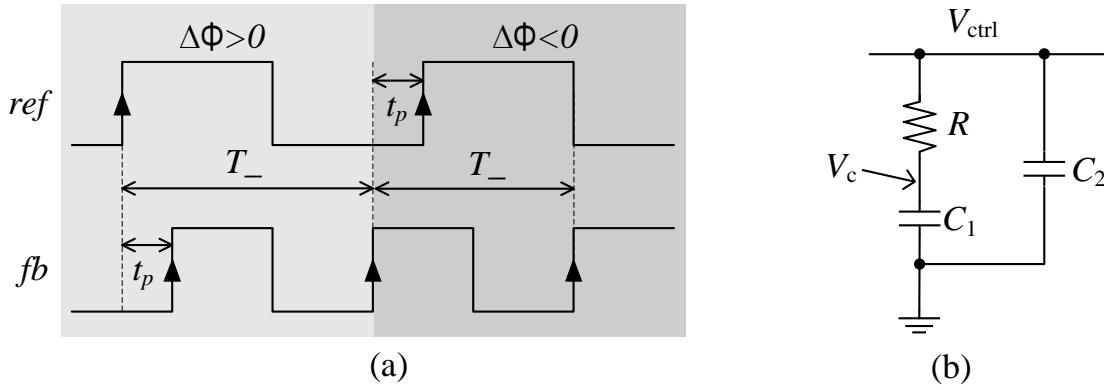 ΔΦ>0
ΔΦ<0
ref
t_p
T_
T_
t_p
fb
(a)
V_ctrl
R
V_c
C_1
C_2
(b)